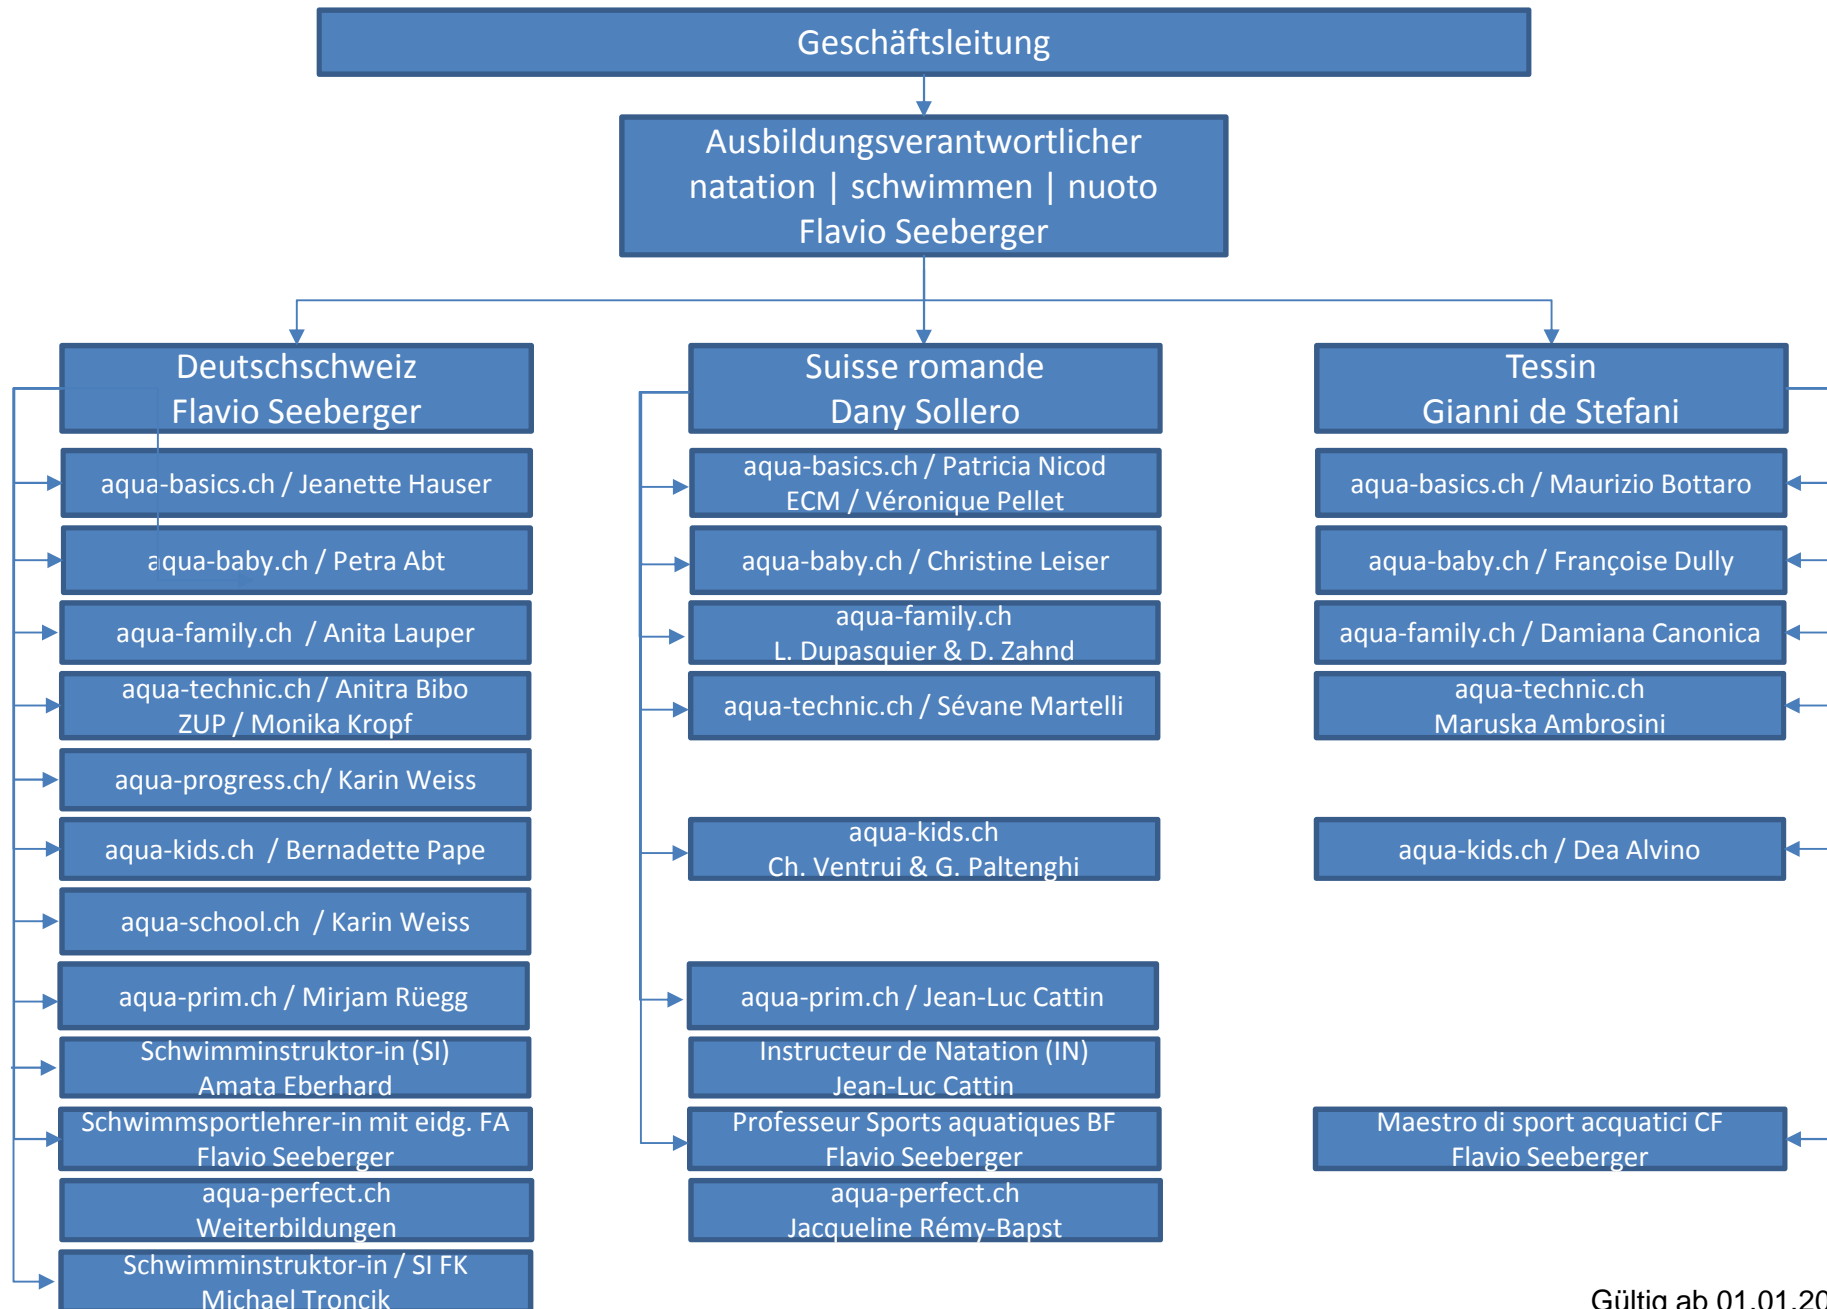 Geschäftsleitung
Ausbildungsverantwortlicher
natation | schwimmen | nuoto
Flavio Seeberger
Deutschschweiz
Flavio Seeberger
aqua-basics.ch / Jeanette Hauser
aqua-baby.ch / Petra Abt
aqua-family.ch / Anita Lauper
aqua-technic.ch / Anitra Bibo
ZUP / Monika Kropf
aqua-progress.ch/ Karin Weiss
aqua-kids.ch / Bernadette Pape
aqua-school.ch / Karin Weiss
aqua-prim.ch / Mirjam Rüegg
Schwimminstruktor-in (SI)
Amata Eberhard
Schwimmsportlehrer-in mit eidg. FA
Flavio Seeberger
aqua-perfect.ch
Weiterbildungen
Schwimminstruktor-in / SI FK
Michael Troncik
Suisse romande
Dany Sollero
aqua-basics.ch / Patricia Nicod
ECM / Véronique Pellet
aqua-baby.ch / Christine Leiser
aqua-family.ch
L. Dupasquier & D. Zahnd
aqua-technic.ch / Sévane Martelli
aqua-kids.ch
Ch. Ventrui & G. Paltenghi
aqua-prim.ch / Jean-Luc Cattin
Instructeur de Natation (IN)
Jean-Luc Cattin
Professeur Sports aquatiques BF
Flavio Seeberger
aqua-perfect.ch
Jacqueline Rémy-Bapst
Tessin
Gianni de Stefani
aqua-basics.ch / Maurizio Bottaro
aqua-baby.ch / Françoise Dully
aqua-family.ch / Damiana Canonica
aqua-technic.ch
Maruska Ambrosini
aqua-kids.ch / Dea Alvino
Maestro di sport acquatici CF
Flavio Seeberger
Gültig ab 01.01.20